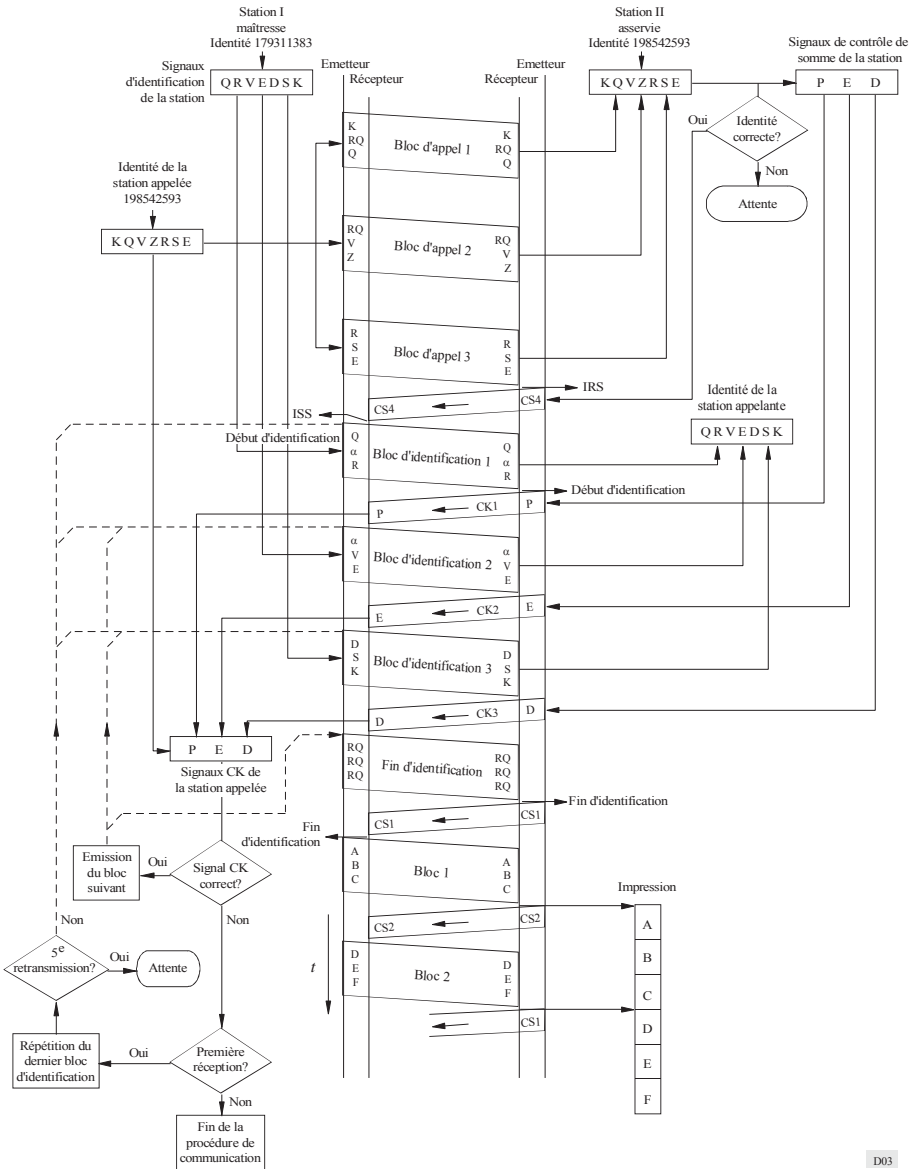 Station I
maîtresse
Identité 179311383
Station II
asservie
Identité 198542593
Signaux de contrôle de
somme de la station
Signaux
d'identification
de la station
Q R V E D S K
Emetteur
Récepteur
Emetteur
Récepteur
K Q V Z R S E
P E D
Oui
Identité
correcte?
Non
Attente
K
RQ
Q
Bloc d'appel 1
K
RQ
Q
Identité de la
station appelée
198542593
K Q V Z R S E
RQ
V
Z
Bloc d'appel 2
RQ
V
Z
R
S
E
Bloc d'appel 3
R
S
E
IRS
ISS
CS4
CS4
Identité de la
station appelante
Q R V E D S K
Début d'identification
Q
α
R
Bloc d'identification 1
Q
α
R
Début d'identification
P
CK1
P
α
V
E
Bloc d'identification 2
α
V
E
E
CK2
E
D
S
K
Bloc d'identification 3
D
S
K
D
CK3
D
P E D
Signaux CK de
la station appelée
RQ
RQ
RQ
Fin d'identification
RQ
RQ
RQ
Fin d'identification
Fin
d'identification
CS1
CS1
Emission
du bloc
suivant
Oui
Signal CK
correct?
Non
A
B
C
Bloc 1
A
B
C
Impression
CS2
CS2
Non
5e
retransmission?
Oui
Attente
t
D
E
F
Bloc 2
D
E
F
CS1
A
B
C
D
E
F
Répétition du
dernier bloc
d'identification
Oui
Première
réception?
Non
Fin de la
procédure de
communication
D03